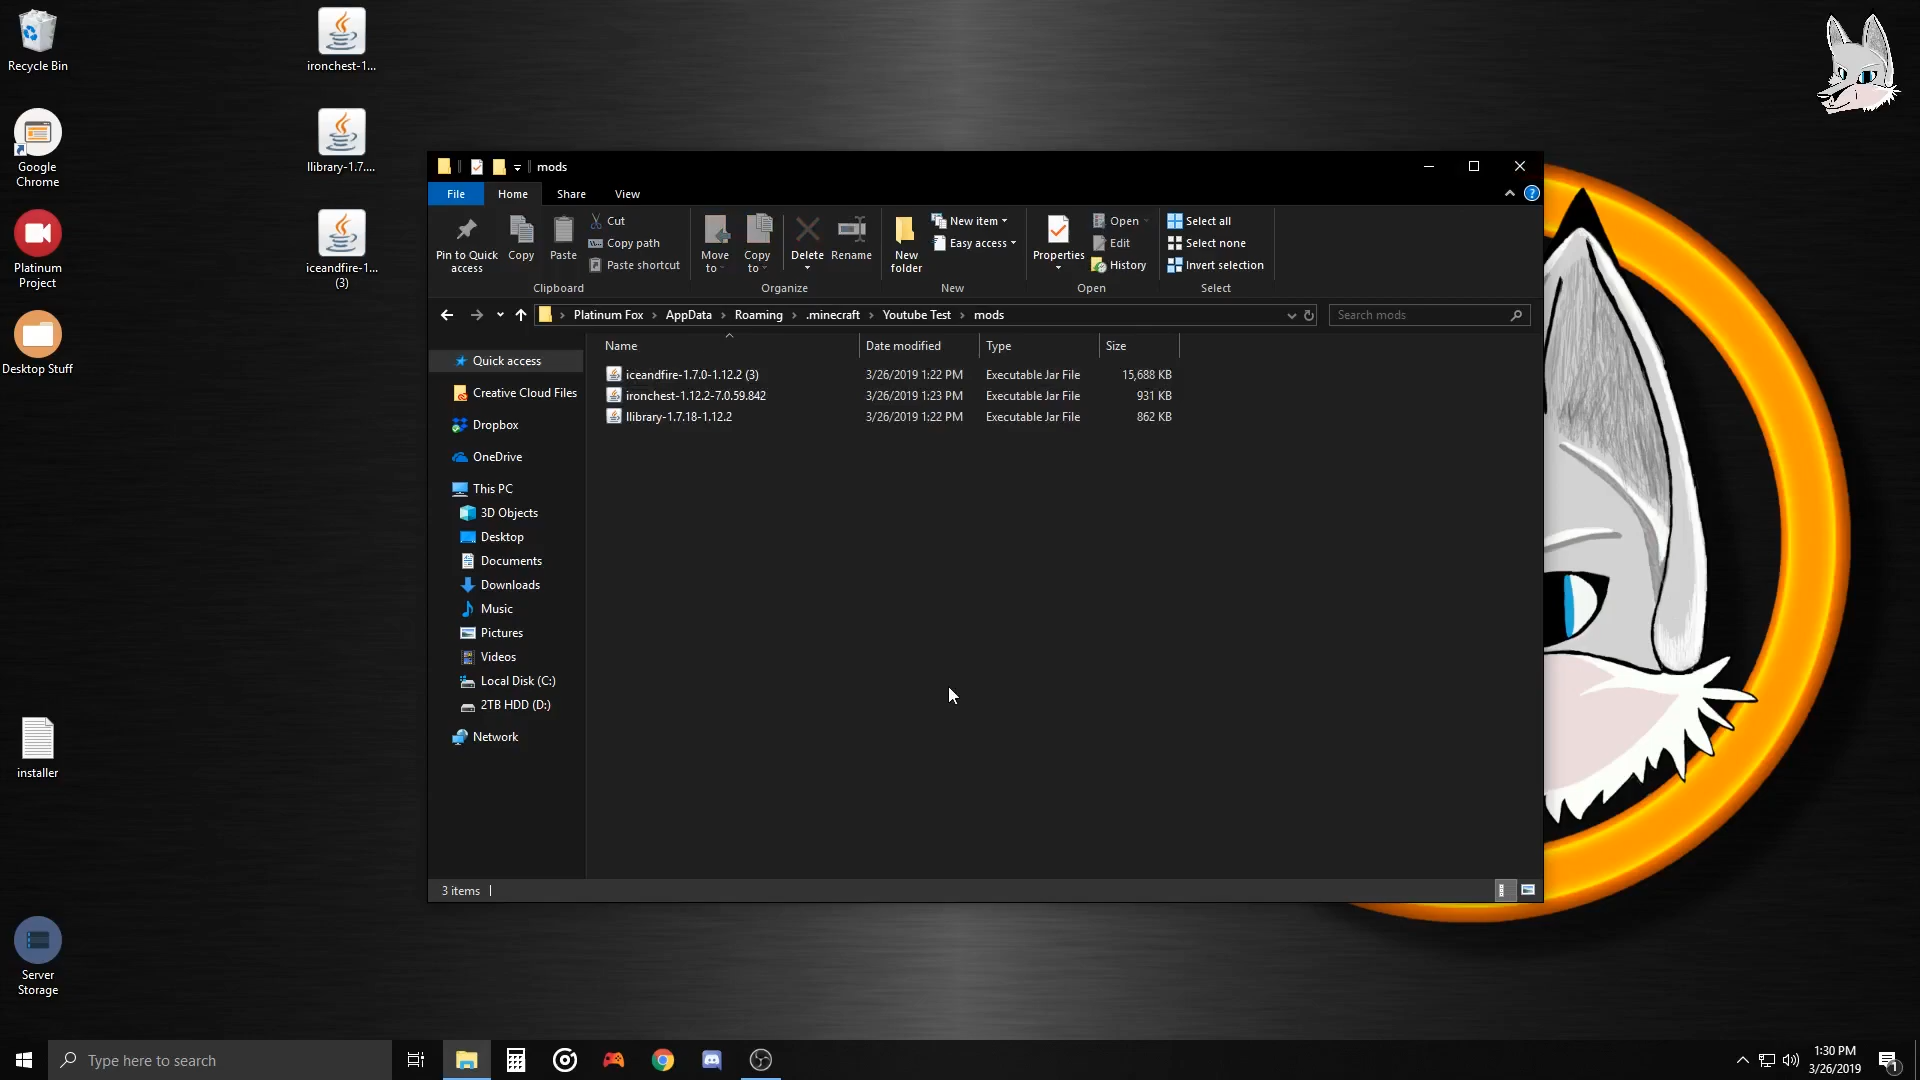 Recycle Bin
Google
Chrome
Platinum
Project
Desktop Stuff
installer
Server
Storage
ironchest-1...
llibrary-1.7....
iceandfire-1...
(3)
mods
File Home Share View
Pin to Quick
access
Copy
Paste
Cut
Copy path
Paste shortcut
Clipboard
Move
to
Copy
to
Delete
Rename
Organize
New
folder
New item
Easy access
New
Properties
Open
Edit
History
Open
Select all
Select none
Invert selection
Select
Platinum Fox > AppData > Roaming > .minecraft > Youtube Test > mods
Search mods
Quick access
Creative Cloud Files
Dropbox
OneDrive
This PC
3D Objects
Desktop
Documents
Downloads
Music
Pictures
Videos
Local Disk (C:)
2TB HDD (D:)
Network
Name Date modified Type Size
iceandfire-1.7.0-1.12.2 (3) 3/26/2019 1:22 PM Executable Jar File 15,688 KB
ironchest-1.12.2-7.0.59.842 3/26/2019 1:23 PM Executable Jar File 931 KB
llibrary-1.7.18-1.12.2 3/26/2019 1:22 PM Executable Jar File 862 KB
3 items
Type here to search
1:30 PM
3/26/2019
1